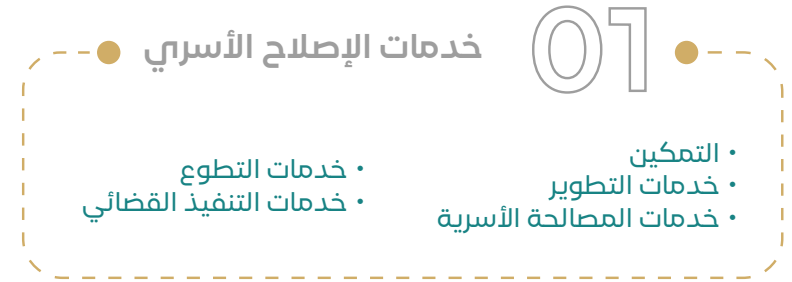 01
خدمات الإصلاح الأسري
• التمكين
• خدمات التطوير
• خدمات المصالحة الأسرية
• خدمات التطوع
• خدمات التنفيذ القضائي